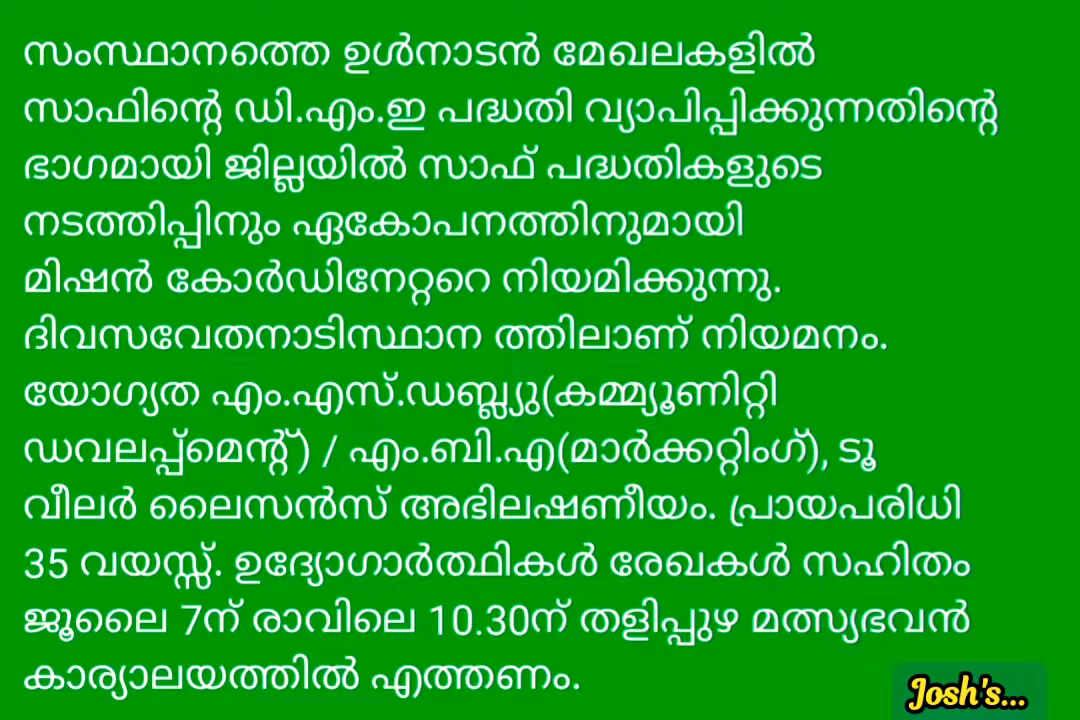 സംസ്ഥാനത്തെ ഉൾനാടൻ മേഖലകളിൽ
സാഫിന്റെ ഡി.എം.ഇ പദ്ധതി വ്യാപിപ്പിക്കുന്നതിന്റെ
ഭാഗമായി ജില്ലയിൽ സാഫ് പദ്ധതികളുടെ
നടത്തിപ്പിനും ഏകോപനത്തിനുമായി
മിഷൻ കോർഡിനേറ്ററെ നിയമിക്കുന്നു.
ദിവസവേതനാടിസ്ഥാന ത്തിലാണ് നിയമനം.
യോഗ്യത എം.എസ്.ഡബ്ല്യു(കമ്മ്യൂണിറ്റി
ഡവലപ്പ്മെന്റ്) / എം.ബി.എ(മാർക്കറ്റിംഗ്), ടൂ
വീലർ ലൈസൻസ് അഭിലഷണീയം. പ്രായപരിധി
35 വയസ്സ്. ഉദ്യോഗാർത്ഥികൾ രേഖകൾ സഹിതം
ജൂലൈ 7ന് രാവിലെ 10.30ന് തളിപ്പുഴ മത്സ്യഭവൻ
കാര്യാലയത്തിൽ എത്തണം.
Josh's...